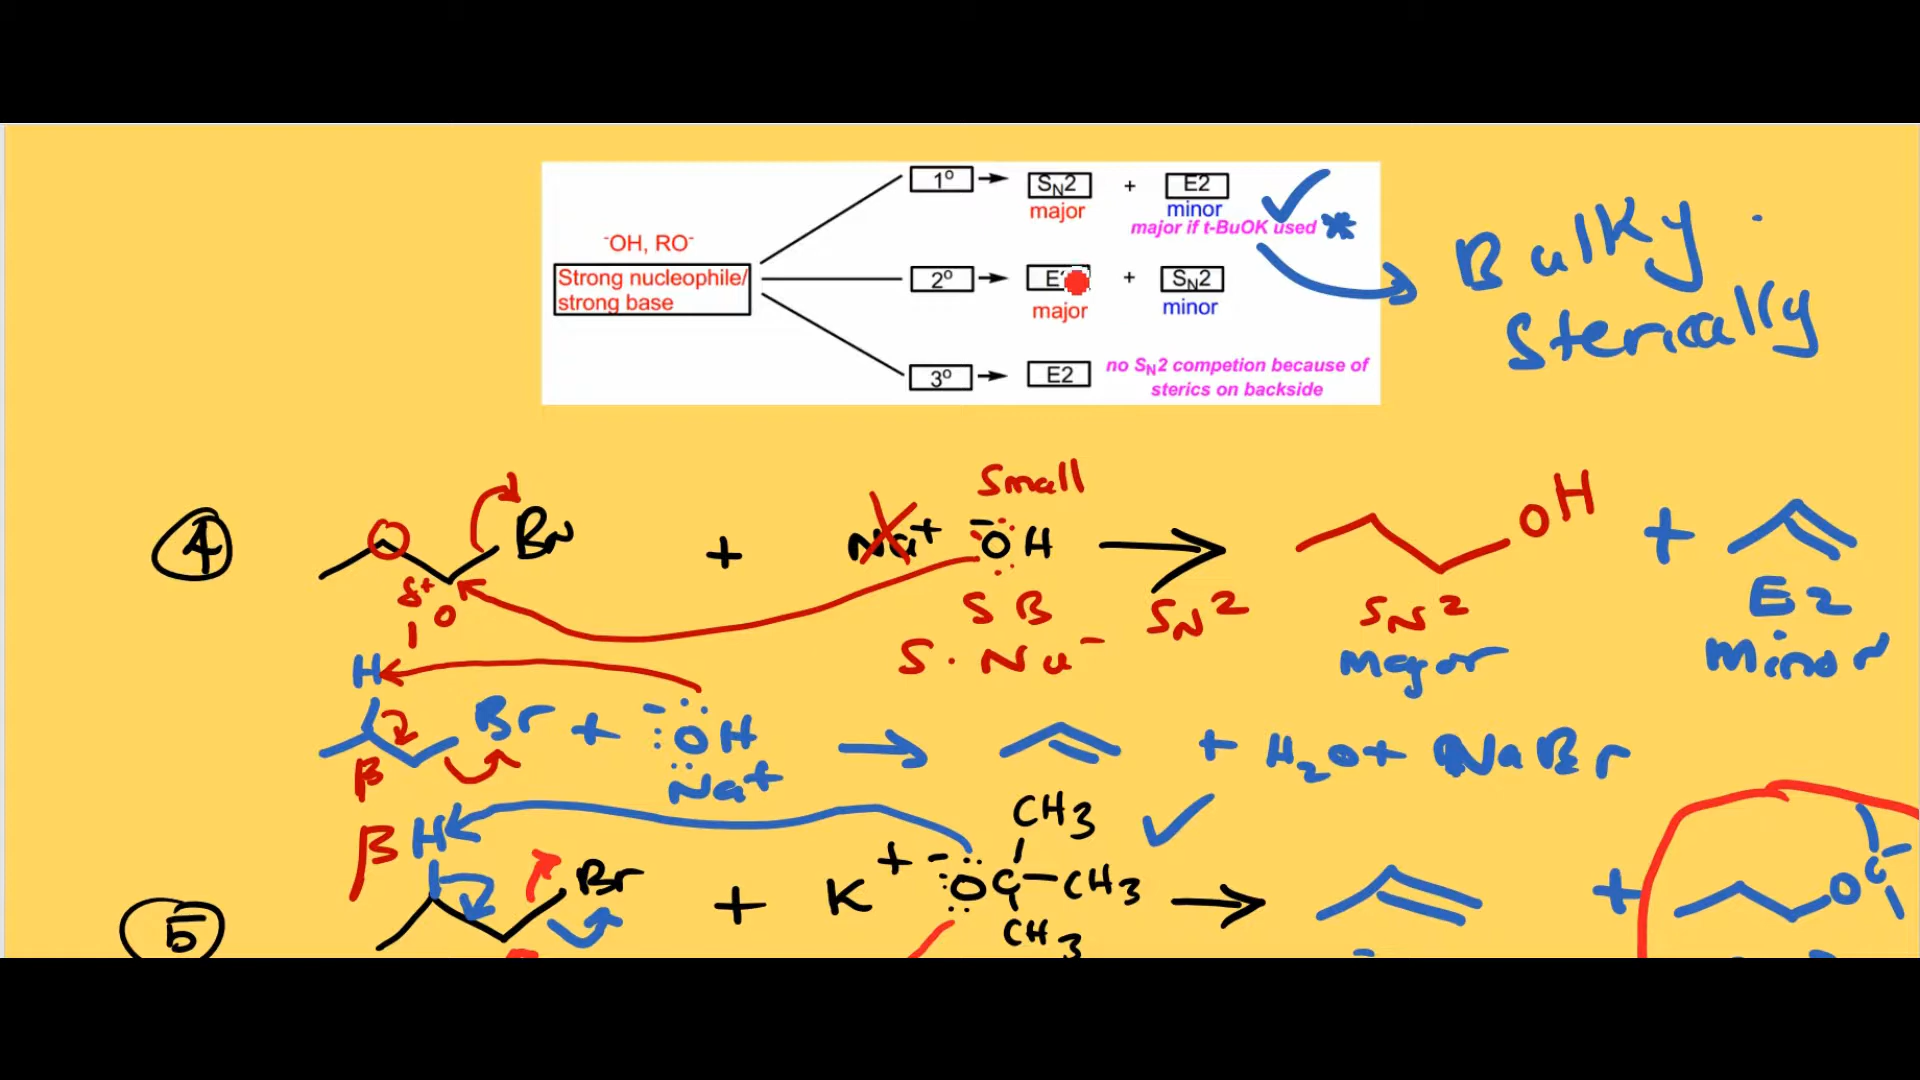 1° → SN2 + E2
major minor
major if t-BuOK used *
Bulky
Sterically
-OH, RO-
Strong nucleophile/
strong base
2° → + SN2
major minor
3° → E2 no SN2 competion because of
sterics on backside
Small
4 Br + Na+ -OH → OH +
δ+
1° SB SN2 SN2 E2
S. Nu- Major Minor
H
Br + -OH → + H2O + NaBr
β Na+
CH3
β H
5 Br + K+ -OC-CH3 → + O C
CH3